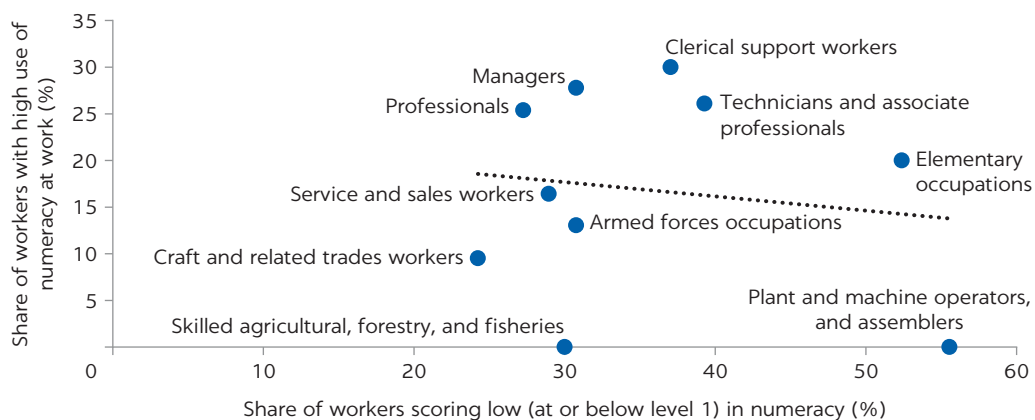 Share of workers with high use of
numeracy at work (%)
35
30
25
20
15
10
5
Clerical support workers
Managers
Professionals
Technicians and associate
professionals
Elementary
occupations
Service and sales workers
Armed forces occupations
Craft and related trades workers
Plant and machine operators,
and assemblers
Skilled agricultural, forestry, and fisheries
0
10
20
30
40
50
60
Share of workers scoring low (at or below level 1) in numeracy (%)